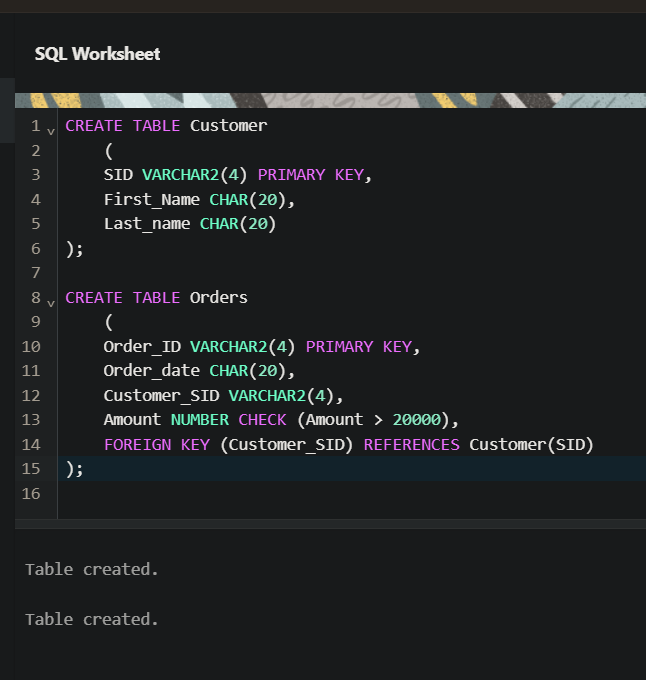 SQL Worksheet
1 CREATE TABLE Customer
2 (
3 SID VARCHAR2(4) PRIMARY KEY,
4 First_Name CHAR(20),
5 Last_name CHAR(20)
6 );
7
8 CREATE TABLE Orders
9 (
10 Order_ID VARCHAR2(4) PRIMARY KEY,
11 Order_date CHAR(20),
12 Customer_SID VARCHAR2(4),
13 Amount NUMBER CHECK (Amount > 20000),
14 FOREIGN KEY (Customer_SID) REFERENCES Customer(SID)
15 );
16
Table created.
Table created.